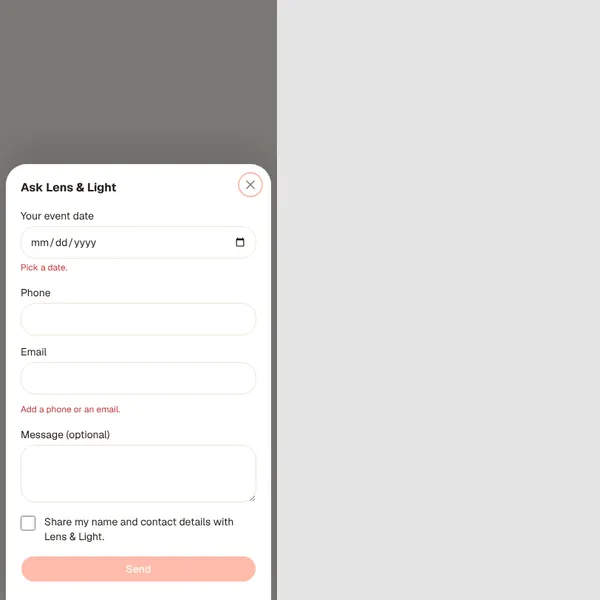 Ask Lens & Light
Your event date
mm/dd/yyyy
Pick a date.
Phone
Email
Add a phone or an email.
Message (optional)
Share my name and contact details with
Lens & Light.
Send